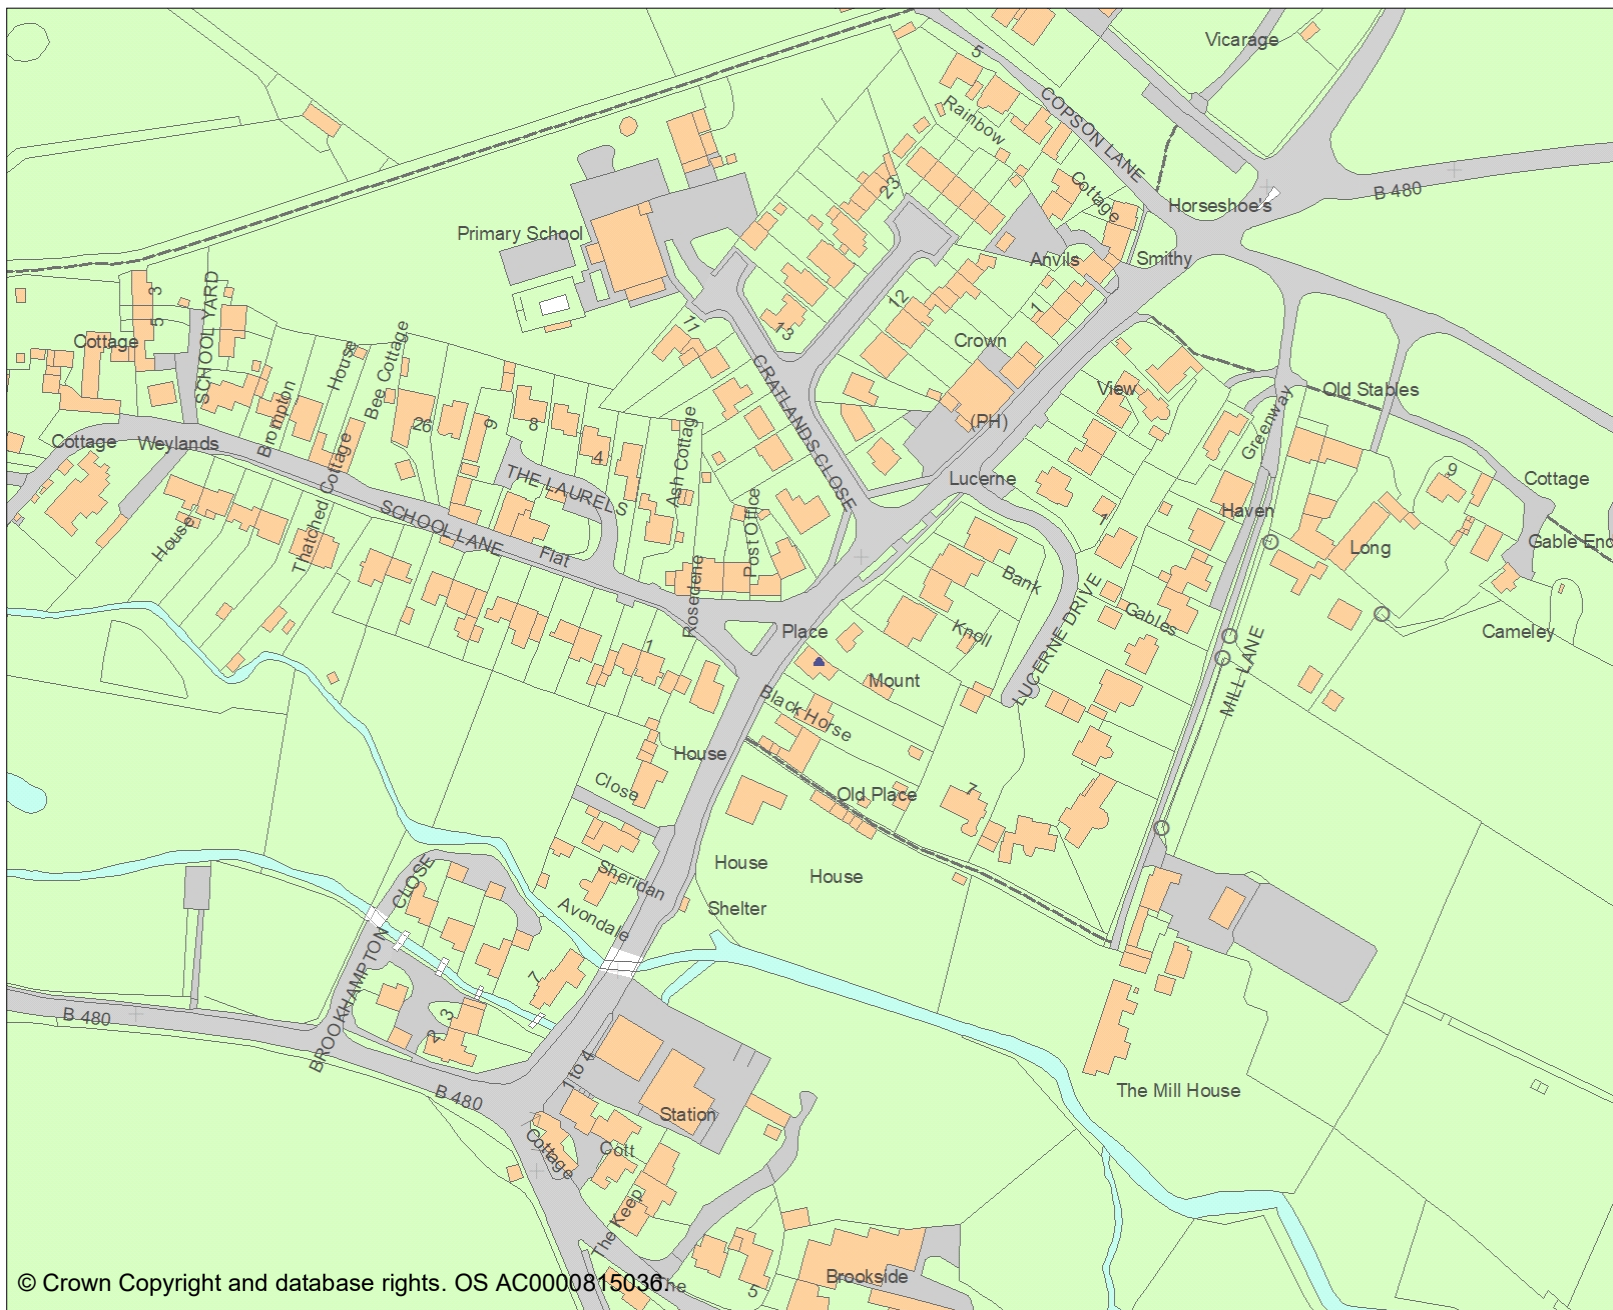 Vicarage
5
Rainbow
COPSON LANE
B 480
Cottage
Horseshoe's
23
Primary School
Anvils
Smithy
3
5
SCHOOL YARD
12
1
11
13
Cottage
House
Bee Cottage
Crown
CRATLANDS CLOSE
View
Old Stables
Brompton
26
9
8
(PH)
Greenway
Cottage
Weylands
Thatched Cottage
4
Ash Cottage
9
THE LAURELS
Lucerne
Cottage
SCHOOL LANE
Post Office
1
Haven
House
Flat
Long
Gable End
Rosedene
Bank
LUCERNE DRIVE
Gables
1
Place
Knoll
Cameley
Mount
MILL LANE
Black Horse
House
Close
Old Place
7
House
House
Sheridan
CLOSE
Shelter
Avondale
BROOKHAMPTON
7
B 480
3
2
1 to 4
B 480
The Mill House
Station
Cottage
Cott
The Keep
Brookside
5
© Crown Copyright and database rights. OS AC0000815036.